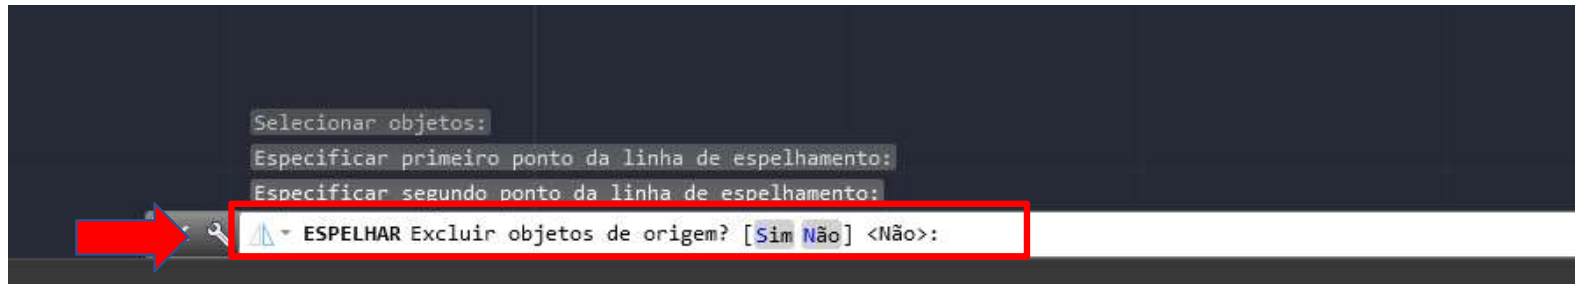 Selecionar objetos:
Especificar primeiro ponto da linha de espelhamento:
Especificar segundo ponto da linha de espelhamento:
ESPELHAR Excluir objetos de origem? [Sim Não] <Não>: